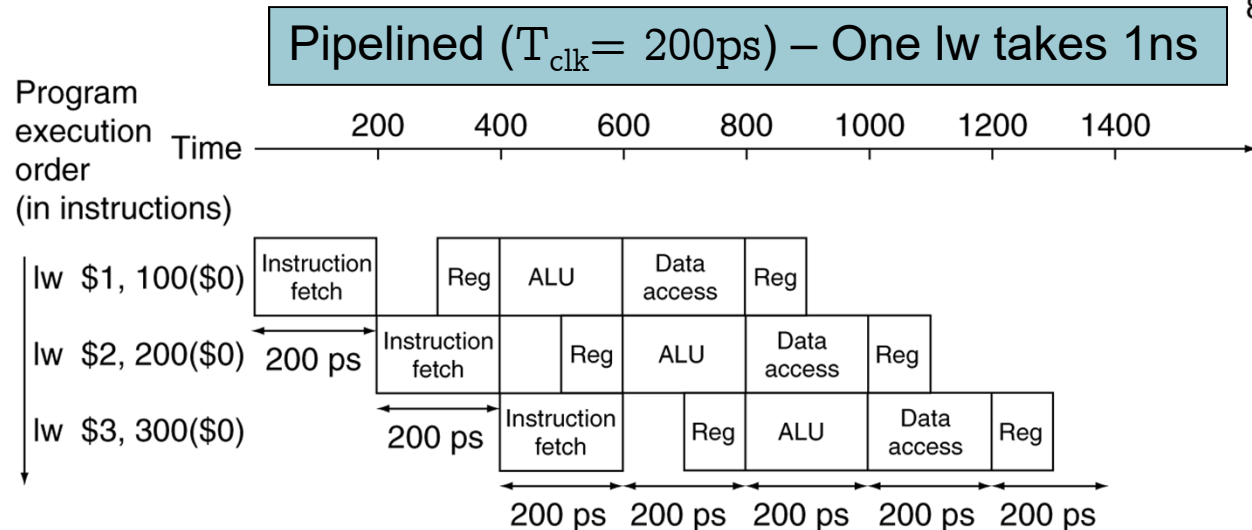 Pipelined (Tclk= 200ps) – One lw takes 1ns
Program
execution
order
(in instructions)
Time
200 400 600 800 1000 1200 1400
lw $1, 100($0)
Instruction
fetch
Reg
ALU
Data
access
Reg
lw $2, 200($0)
200 ps
Instruction
fetch
Reg
ALU
Data
access
Reg
lw $3, 300($0)
200 ps
Instruction
fetch
Reg
ALU
Data
access
Reg
200 ps 200 ps 200 ps 200 ps 200 ps